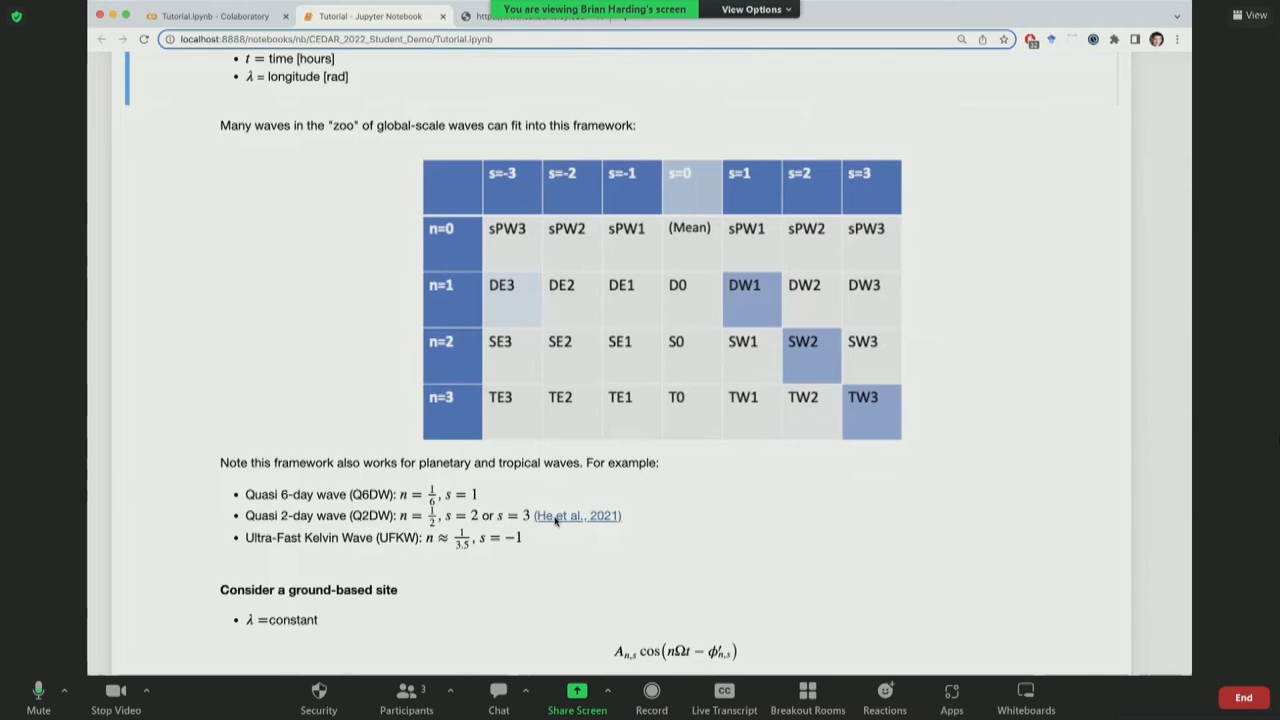 You are viewing Brian Harding's screen
View Options
View
Tutorial.ipynb - Colaboratory
Tutorial - Jupyter Notebook
localhost:8888/notebooks/nb/CEDAR_2022_Student_Demo/Tutorial.ipynb
• t = time [hours]
• λ = longitude [rad]
Many waves in the "zoo" of global-scale waves can fit into this framework:
s=-3 s=-2 s=-1 s=0 s=1 s=2 s=3
n=0 sPW3 sPW2 sPW1 (Mean) sPW1 sPW2 sPW3
n=1 DE3 DE2 DE1 D0 DW1 DW2 DW3
n=2 SE3 SE2 SE1 S0 SW1 SW2 SW3
n=3 TE3 TE2 TE1 T0 TW1 TW2 TW3
Note this framework also works for planetary and tropical waves. For example:
• Quasi 6-day wave (Q6DW): n = 1/6, s = 1
• Quasi 2-day wave (Q2DW): n = 1/2, s = 2 or s = 3 (He et al., 2021)
• Ultra-Fast Kelvin Wave (UFKW): n ≈ 1/3.5, s = −1
Consider a ground-based site
• λ =constant
Aₙ,ₛ cos(nΩt − ϕ′ₙ,ₛ)
Mute
Stop Video
Security
3
Participants
Chat
Share Screen
Record
CC
Live Transcript
Breakout Rooms
Reactions
Apps
Whiteboards
End